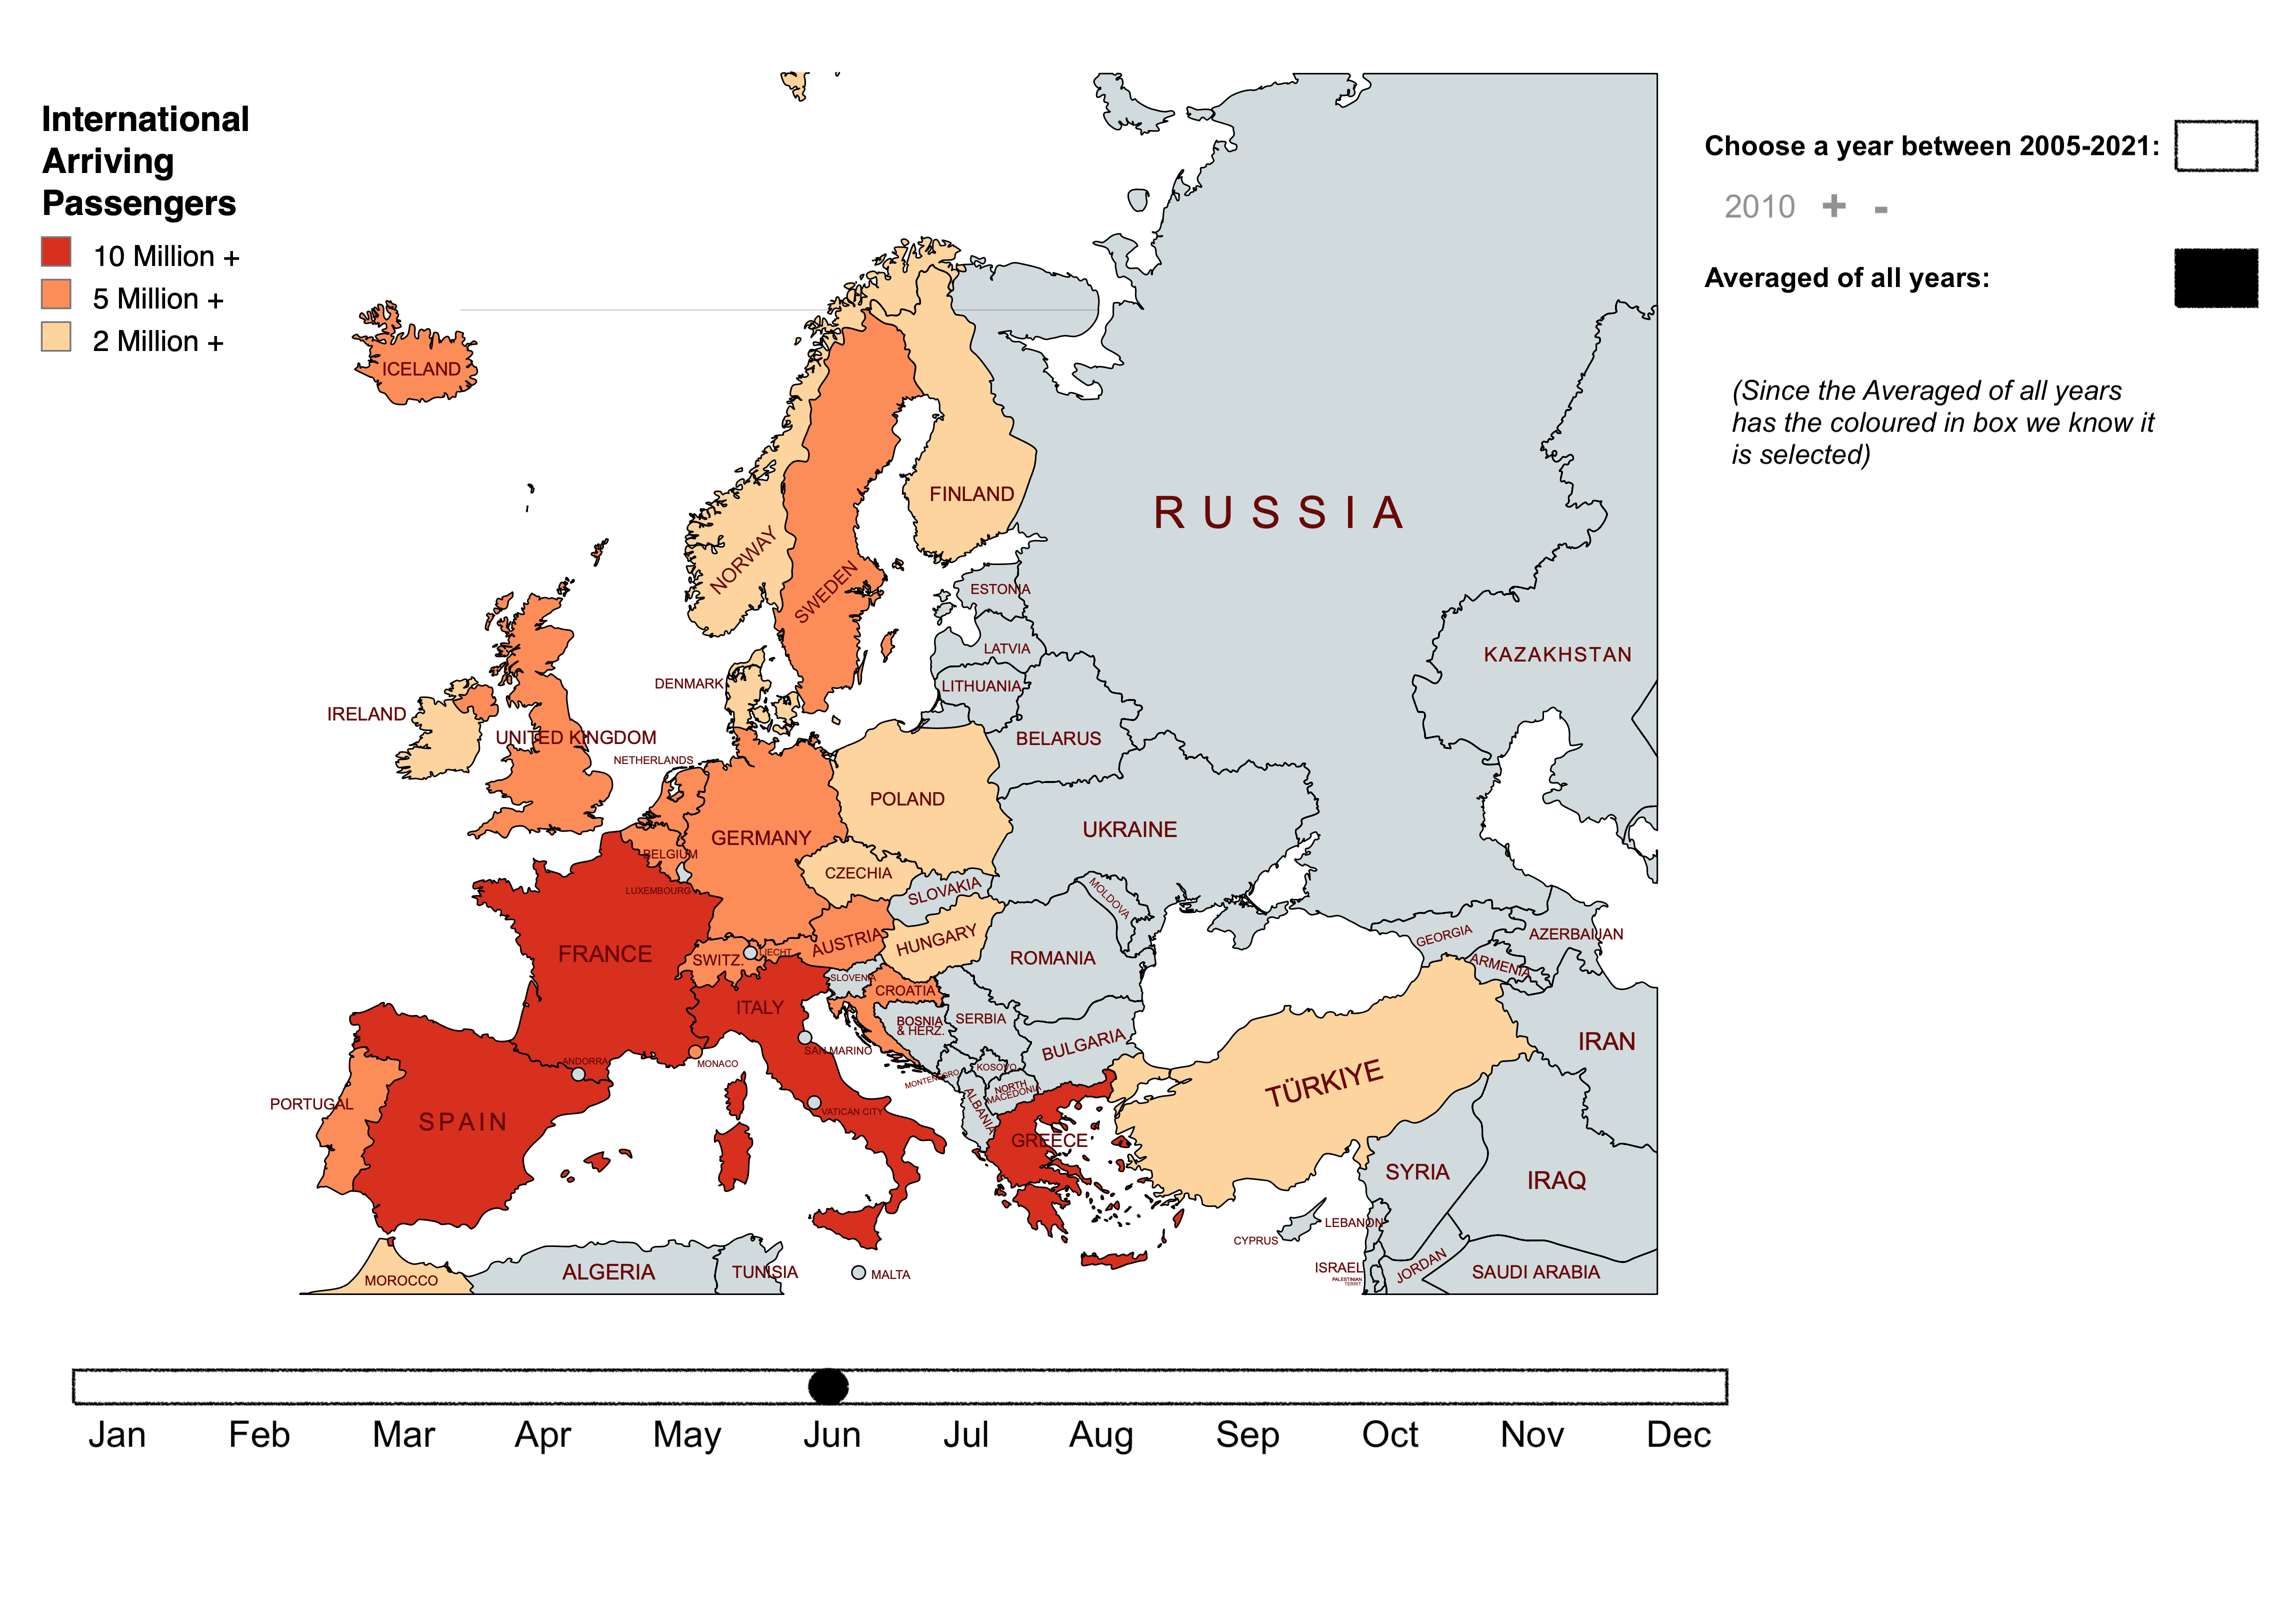 International
Arriving
Passengers
10 Million +
5 Million +
2 Million +
Choose a year between 2005-2021:
2010 + -
Averaged of all years:
(Since the Averaged of all years
has the coloured in box we know it
is selected)
ICELAND
FINLAND
RUSSIA
NORWAY
SWEDEN
ESTONIA
LATVIA
KAZAKHSTAN
DENMARK
LITHUANIA
IRELAND
UNITED KINGDOM
BELARUS
NETHERLANDS
POLAND
GERMANY
UKRAINE
BELGIUM
CZECHIA
LUXEMBOURG
SLOVAKIA
MOLDOVA
FRANCE
SWITZ.
LIECHT.
AUSTRIA
HUNGARY
ROMANIA
GEORGIA
AZERBAIJAN
ARMENIA
SLOVENIA
CROATIA
ITALY
BOSNIA
& HERZ.
SERBIA
BULGARIA
IRAN
SAN MARINO
ANDORRA
MONACO
MONTENEGRO
KOSOVO
NORTH
MACEDONIA
ALBANIA
TÜRKIYE
PORTUGAL
SPAIN
VATICAN CITY
GREECE
SYRIA
IRAQ
LEBANON
CYPRUS
MOROCCO
ALGERIA
TUNISIA
MALTA
ISRAEL
PALESTINIAN
TERRIT.
JORDAN
SAUDI ARABIA
Jan Feb Mar Apr May Jun Jul Aug Sep Oct Nov Dec